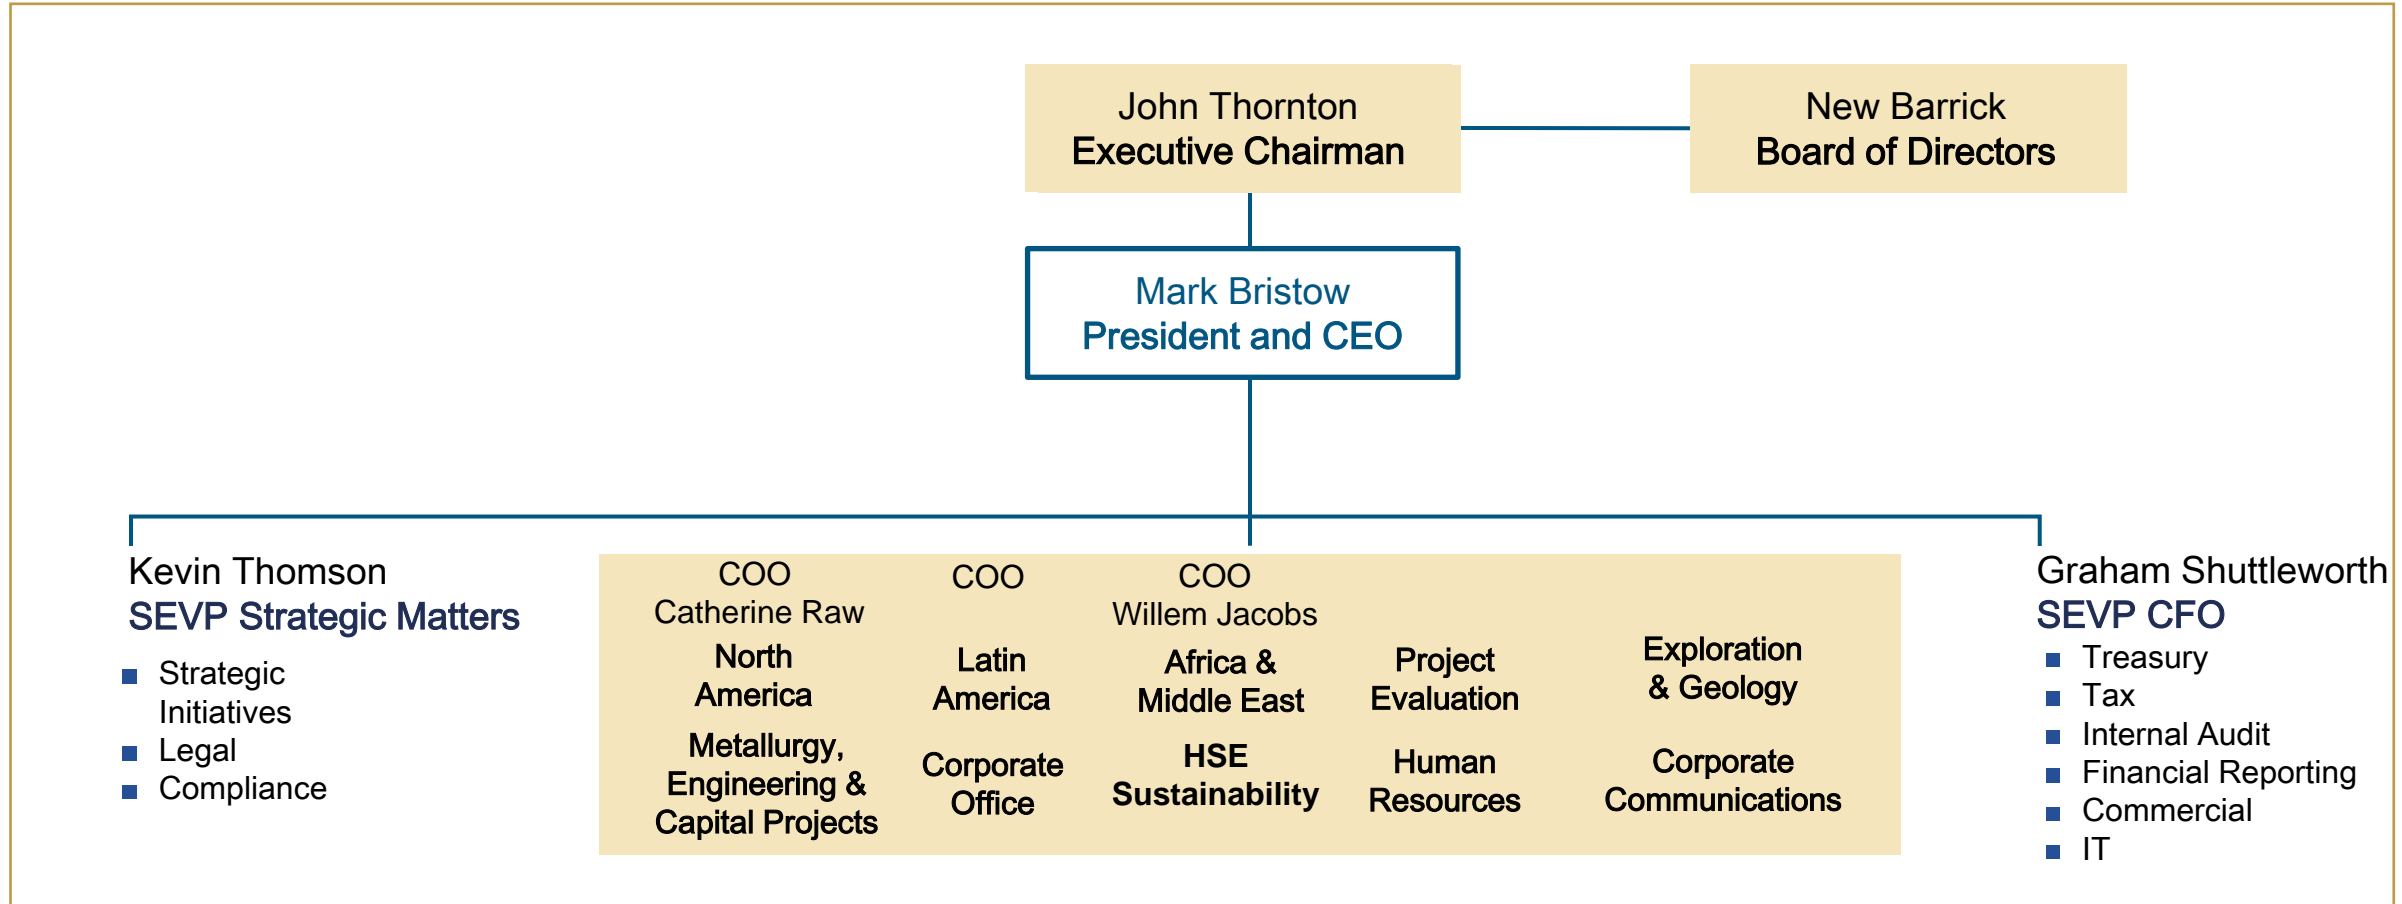 John Thornton
Executive Chairman
New Barrick
Board of Directors
Mark Bristow
President and CEO
Kevin Thomson
SEVP Strategic Matters
Strategic
Initiatives
Legal
Compliance
COO
Catherine Raw
North
America
COO
Latin
America
COO
Willem Jacobs
Africa &
Middle East
Project
Evaluation
Exploration
& Geology
Metallurgy,
Engineering &
Capital Projects
Corporate
Office
HSE
Sustainability
Human
Resources
Corporate
Communications
Graham Shuttleworth
SEVP CFO
Treasury
Tax
Internal Audit
Financial Reporting
Commercial
IT